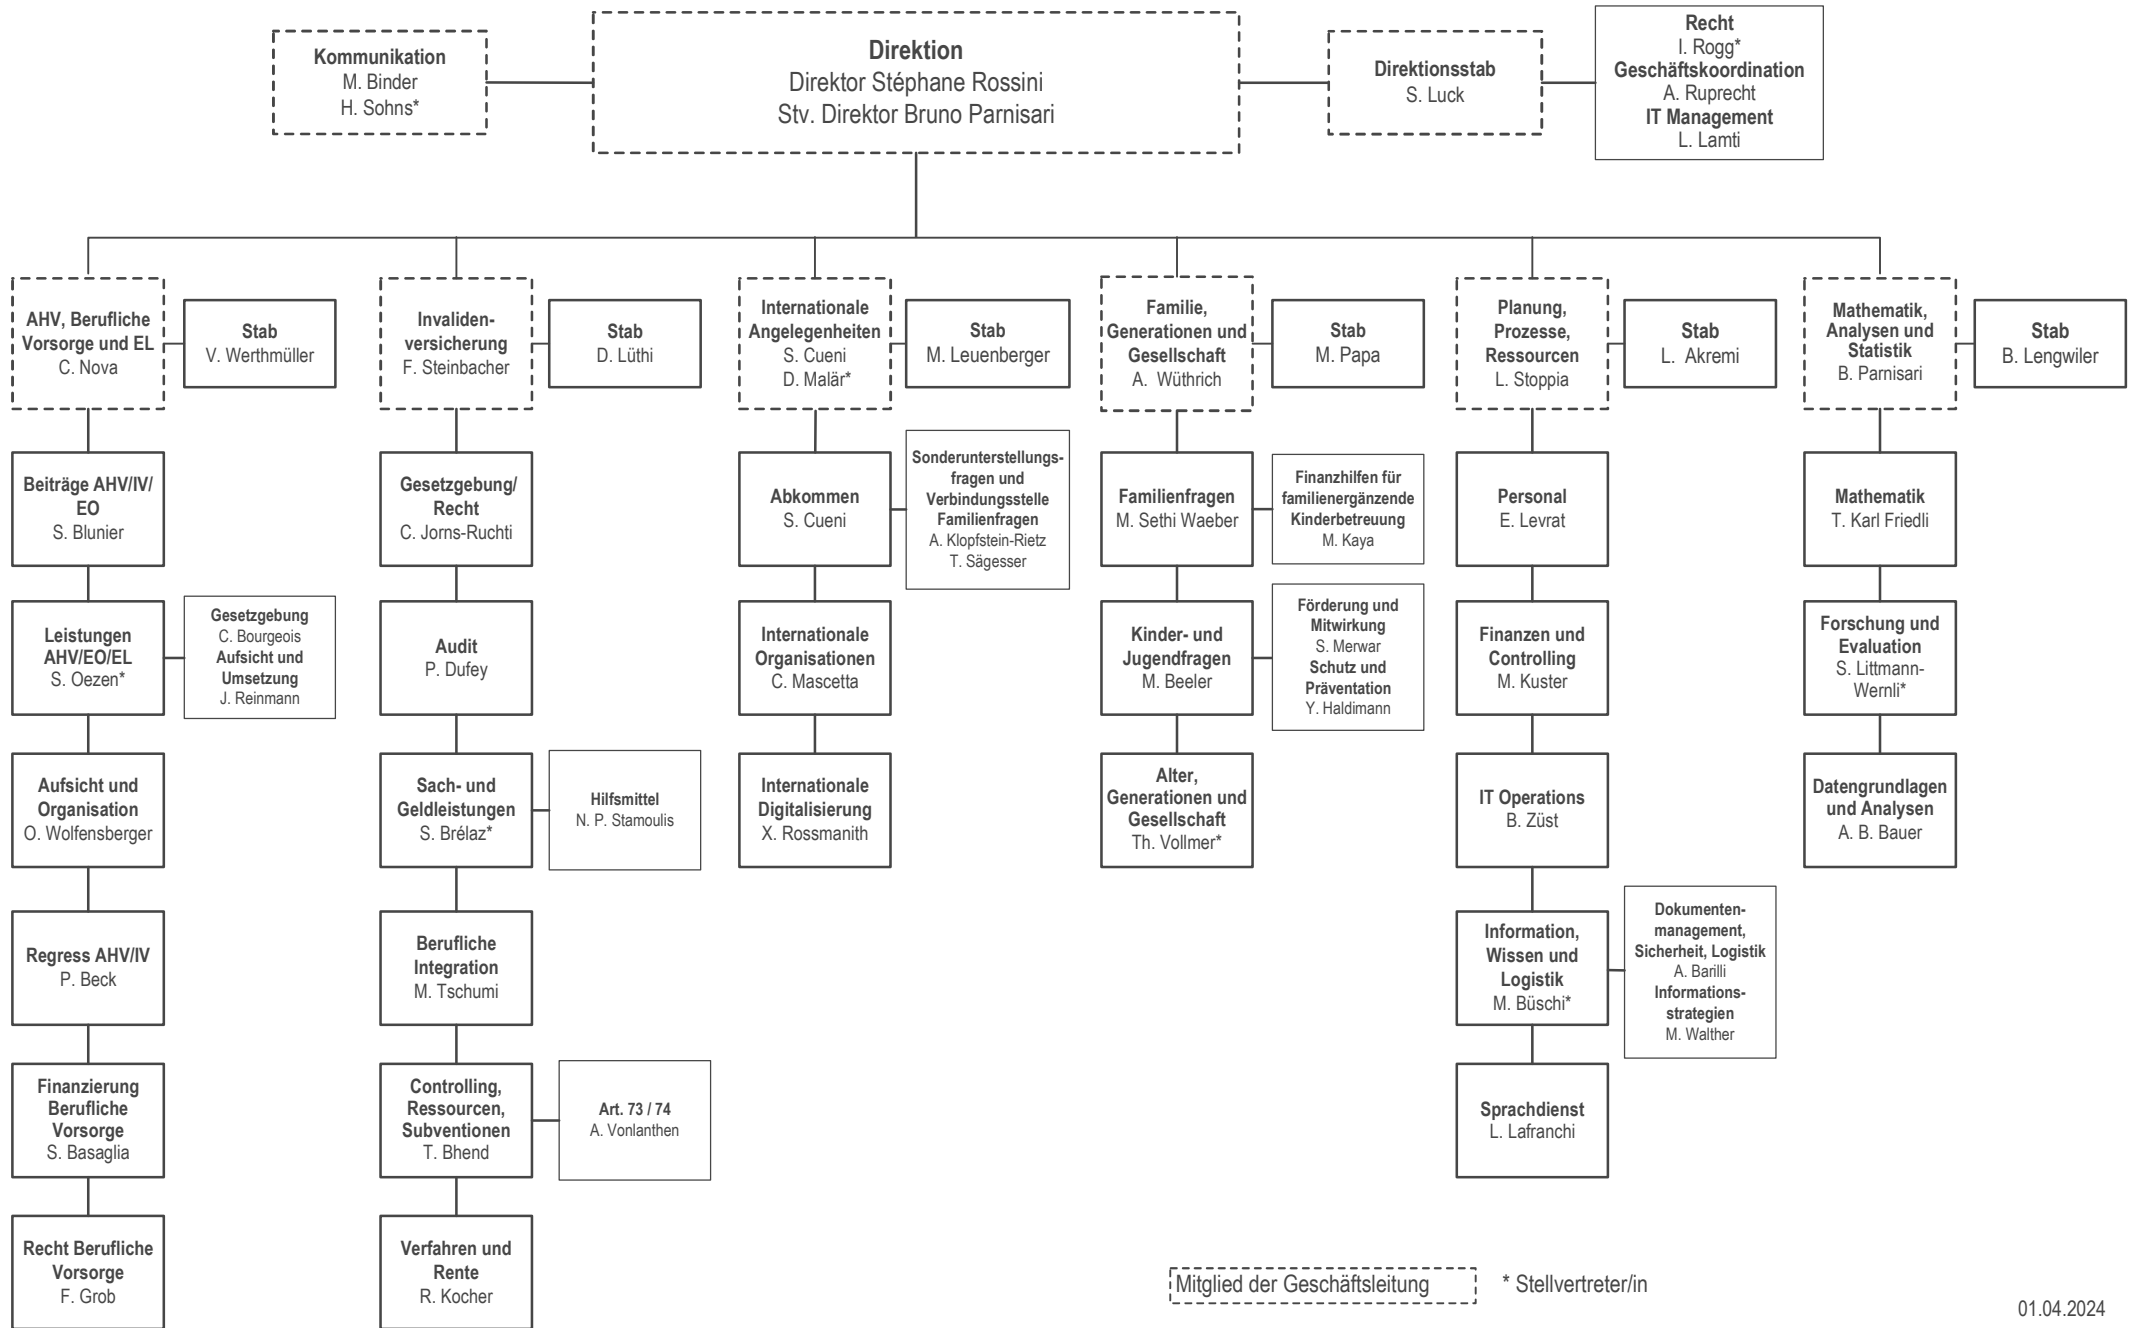 Kommunikation
M. Binder
H. Sohns*
Direktion
Direktor Stéphane Rossini
Stv. Direktor Bruno Parnisari
Direktionsstab
S. Luck
Recht
I. Rogg*
Geschäftskoordination
A. Ruprecht
IT Management
L. Lamti
AHV, Berufliche
Vorsorge und EL
C. Nova
Stab
V. Werthmüller
Invaliden-
versicherung
F. Steinbacher
Stab
D. Lüthi
Internationale
Angelegenheiten
S. Cueni
D. Malär*
Stab
M. Leuenberger
Familie,
Generationen und
Gesellschaft
A. Wüthrich
Stab
M. Papa
Planung,
Prozesse,
Ressourcen
L. Stoppia
Stab
L. Akremi
Mathematik,
Analysen und
Statistik
B. Parnisari
Stab
B. Lengwiler
Beiträge AHV/IV/
EO
S. Blunier
Gesetzgebung/
Recht
C. Jorns-Ruchti
Abkommen
S. Cueni
Sonderunterstellungs-
fragen und
Verbindungsstelle
Familienfragen
A. Klopfstein-Rietz
T. Sägesser
Familienfragen
M. Sethi Waeber
Finanzhilfen für
familienergänzende
Kinderbetreuung
M. Kaya
Personal
E. Levrat
Mathematik
T. Karl Friedli
Leistungen
AHV/EO/EL
S. Oezen*
Gesetzgebung
C. Bourgeois
Aufsicht und
Umsetzung
J. Reinmann
Audit
P. Dufey
Internationale
Organisationen
C. Mascetta
Kinder- und
Jugendfragen
M. Beeler
Förderung und
Mitwirkung
S. Merwar
Schutz und
Präventation
Y. Haldimann
Finanzen und
Controlling
M. Kuster
Forschung und
Evaluation
S. Littmann-
Wernli*
Aufsicht und
Organisation
O. Wolfensberger
Sach- und
Geldleistungen
S. Brélaz*
Hilfsmittel
N. P. Stamoulis
Internationale
Digitalisierung
X. Rossmanith
Alter,
Generationen und
Gesellschaft
Th. Vollmer*
IT Operations
B. Züst
Datengrundlagen
und Analysen
A. B. Bauer
Regress AHV/IV
P. Beck
Berufliche
Integration
M. Tschumi
Information,
Wissen und
Logistik
M. Büschi*
Dokumenten-
management,
Sicherheit, Logistik
A. Barilli
Informations-
strategien
M. Walther
Finanzierung
Berufliche
Vorsorge
S. Basaglia
Controlling,
Ressourcen,
Subventionen
T. Bhend
Art. 73 / 74
A. Vonlanthen
Sprachdienst
L. Lafranchi
Recht Berufliche
Vorsorge
F. Grob
Verfahren und
Rente
R. Kocher
Mitglied der Geschäftsleitung
* Stellvertreter/in
01.04.2024